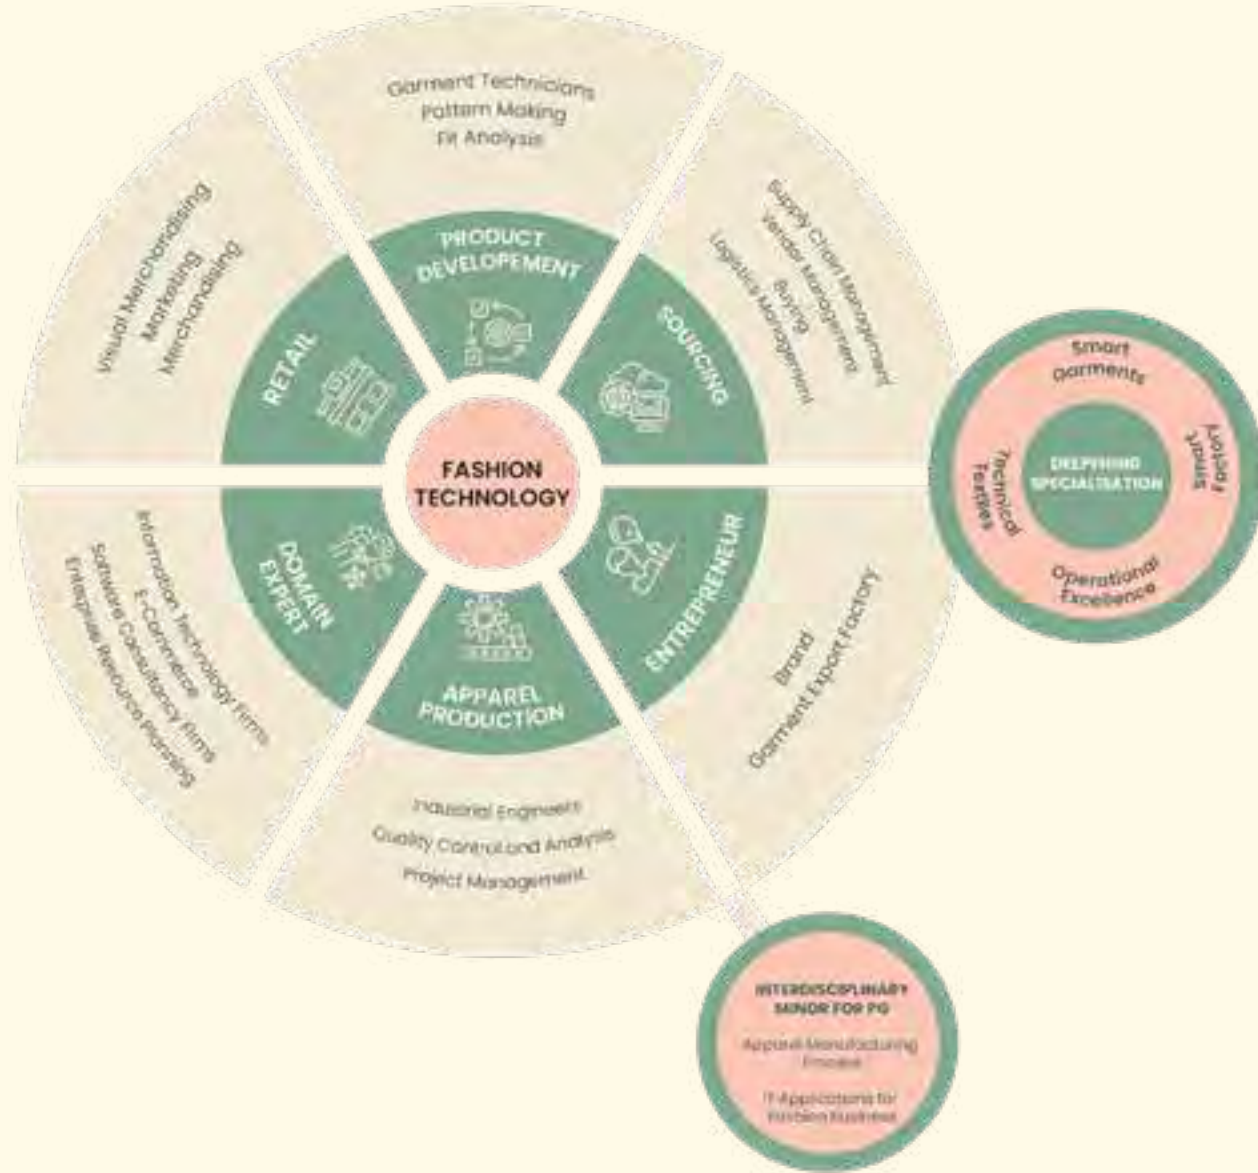 Garment Technicians
Pattern Making
Fit Analysis
PRODUCT
DEVELOPEMENT
Supply Chain Management
Vendor Management
Buying
Logistics Management
SOURCING
Visual Merchandising
Marketing
Merchandising
RETAIL
FASHION
TECHNOLOGY
Smart
Garments
Smart
Factory
Technical
Textles
Operational
Excellence
DEEPENING
SPECIALISATION
ENTREPRENEUR
Brand
Garment Export Factory
DOMAIN
EXPERT
Information Technology Firms
E-Commerce
Software Consultancy Firms
Enterprise Resource Planning
APPAREL
PRODUCTION
Industrial Engineers
Quality Control and Analysis
Project Management
INTERDISCIPLINARY
MINOR FOR PG
Apparel Manufacturing
Process
IT Applications for
Fashion Business